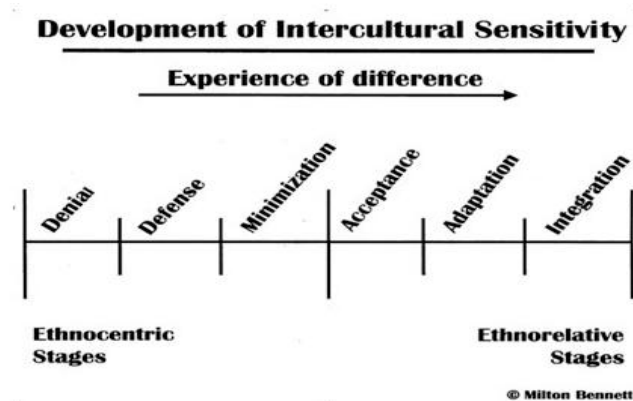 Development of Intercultural Sensitivity
Experience of difference
Denial
Defense
Minimization
Acceptance
Adaptation
Integration
Ethnocentric
Stages
Ethnorelative
Stages
© Milton Bennett